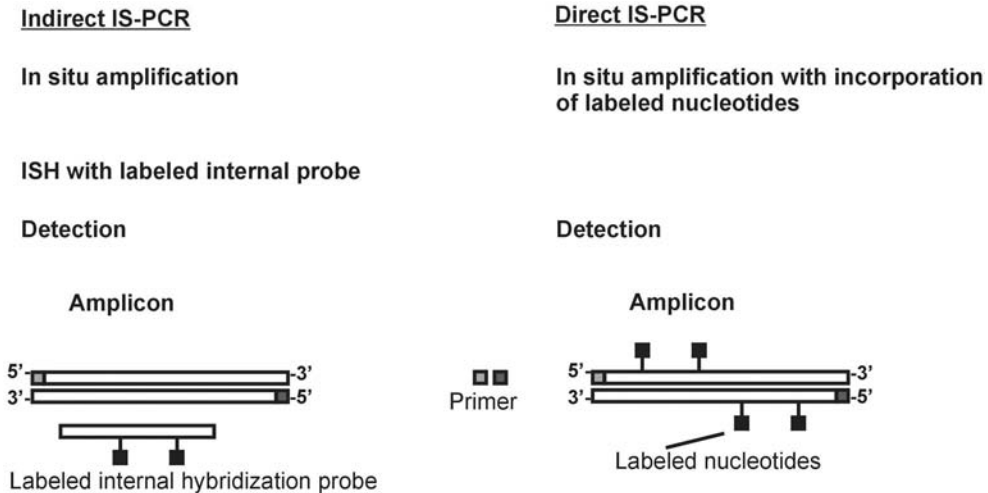 Indirect IS-PCR
In situ amplification
ISH with labeled internal probe
Detection
Amplicon
5’ -3’
3’ -5’
Labeled internal hybridization probe
Primer
Direct IS-PCR
In situ amplification with incorporation
of labeled nucleotides
Detection
Amplicon
5’ -3’
3’ -5’
Labeled nucleotides